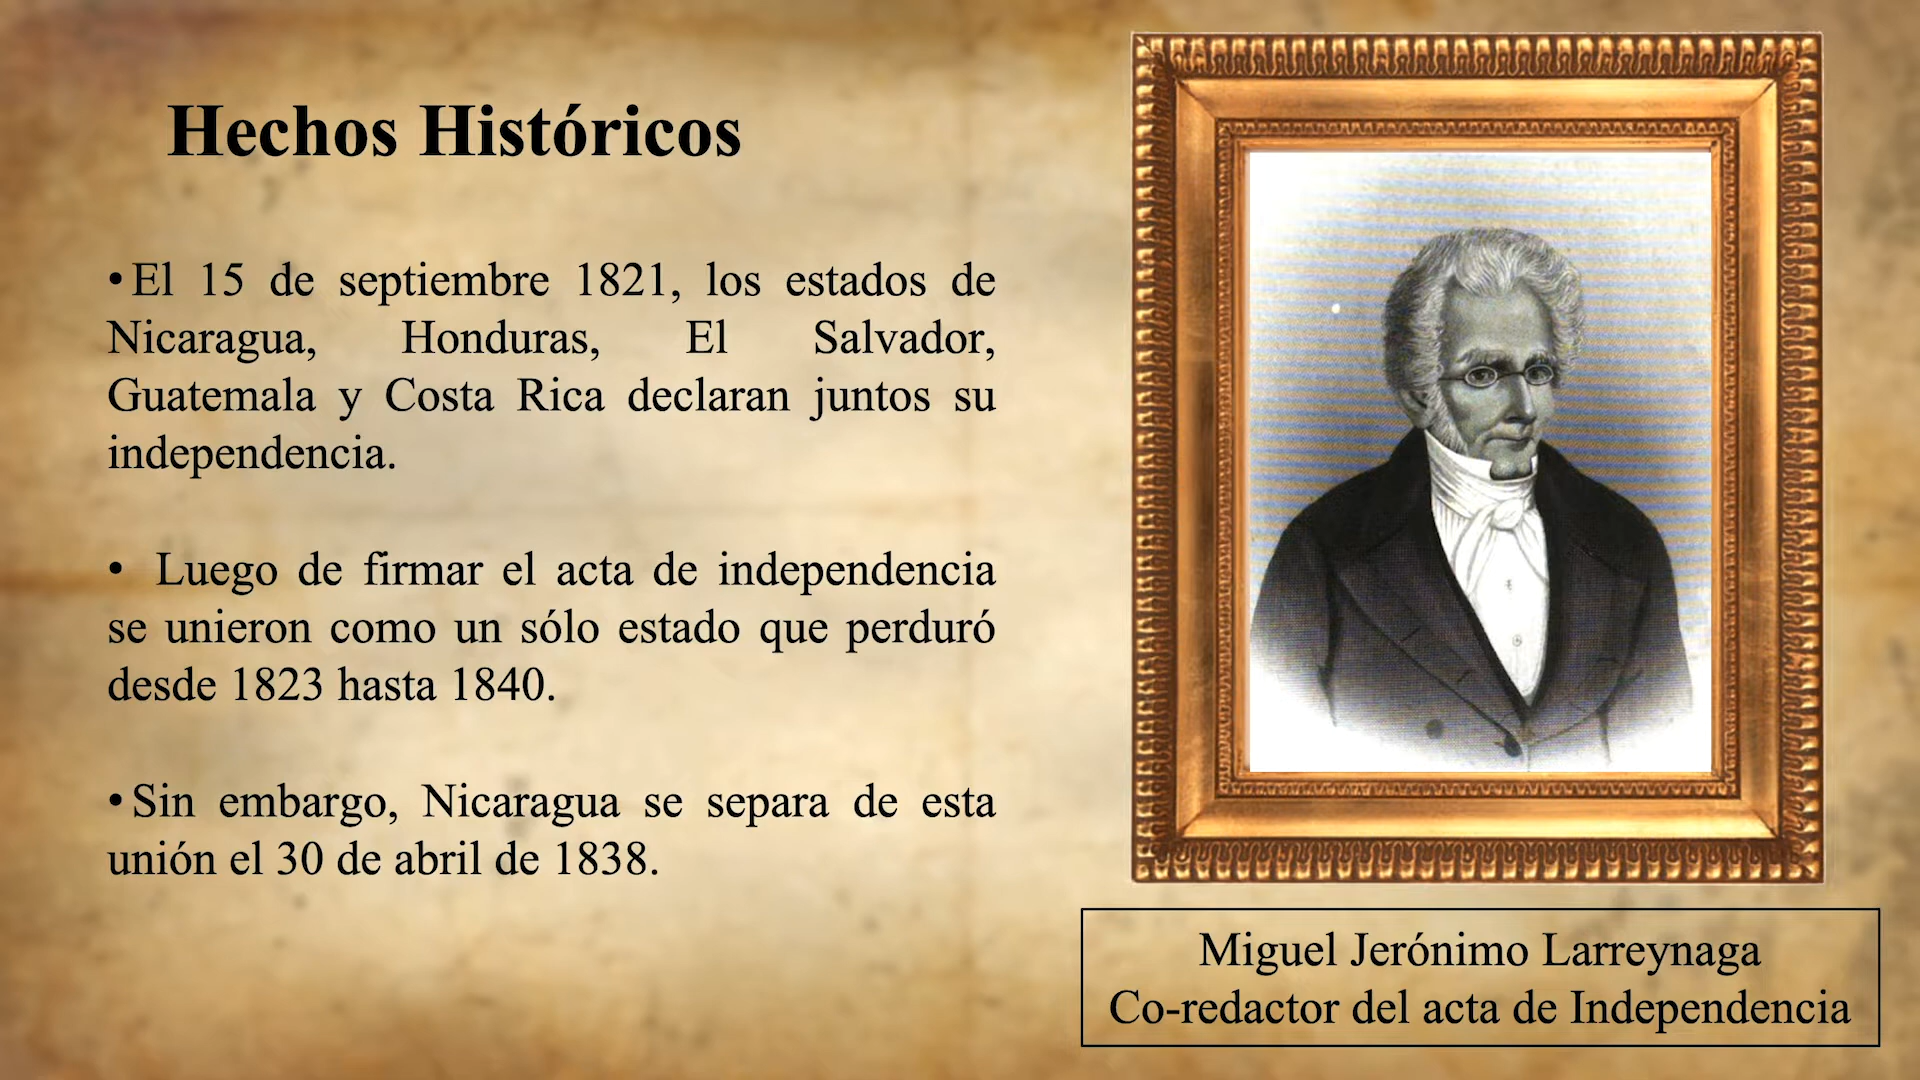 Hechos Históricos
•El 15 de septiembre 1821, los estados de
Nicaragua, Honduras, El Salvador,
Guatemala y Costa Rica declaran juntos su
independencia.
• Luego de firmar el acta de independencia
se unieron como un sólo estado que perduró
desde 1823 hasta 1840.
•Sin embargo, Nicaragua se separa de esta
unión el 30 de abril de 1838.
Miguel Jerónimo Larreynaga
Co-redactor del acta de Independencia